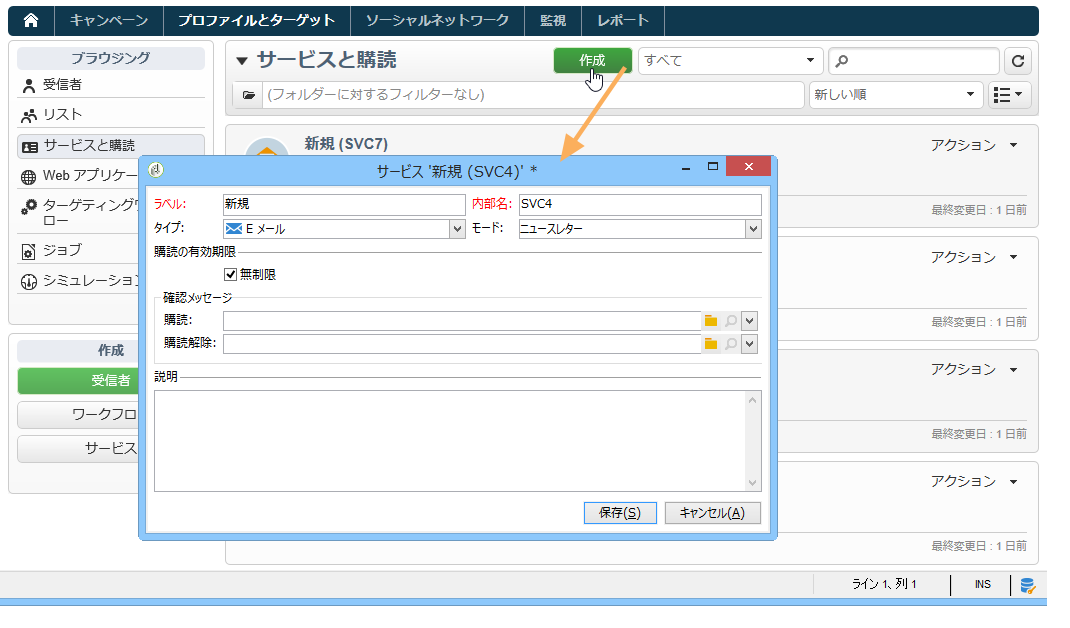 キャンペーン プロファイルとターゲット ソーシャルネットワーク 監視 レポート
ブラウジング
受信者
リスト
サービスと購読
Web アプリケー
ターゲティング
ロー
ジョブ
シミュレーション
作成
受信者
ワークフロ
サービス
サービスと購読 作成 すべて
(フォルダーに対するフィルターなし) 新しい順
新規 (SVC7) アクション
最終変更日 : 1 日前
アクション
最終変更日 : 1 日前
アクション
最終変更日 : 1 日前
アクション
最終変更日 : 1 日前
サービス '新規 (SVC4)' *
ラベル: 新規 内部名: SVC4
タイプ: E メール モード: ニュースレター
購読の有効期限
無制限
確認メッセージ
購読:
購読解除:
説明
保存(S) キャンセル(A)
ライン 1、列 1 INS